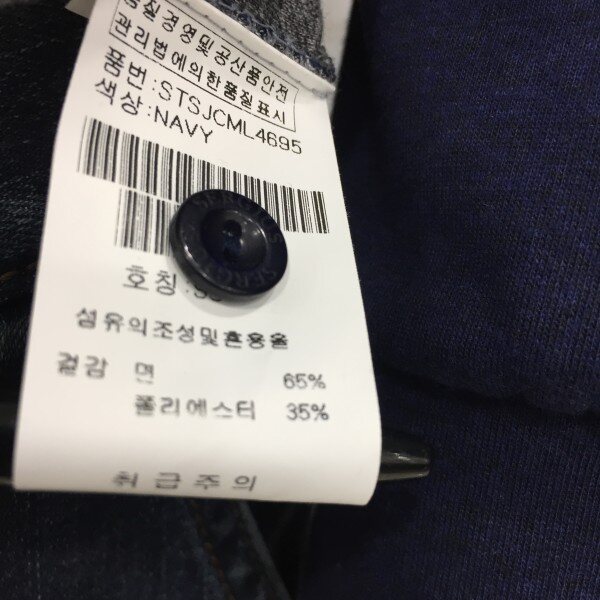 품질경영및공산품안전
관리법에의한품질표시
품번 : STSJCML4695
색상 : NAVY
호칭 :
섬유의조성및혼용율
겉감 면 65%
폴리에스터 35%
취급주의